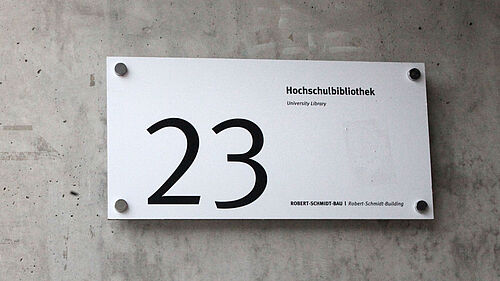 Hochschulbibliothek
University Library
23
ROBERT-SCHMIDT-BAU | Robert-Schmidt-Building